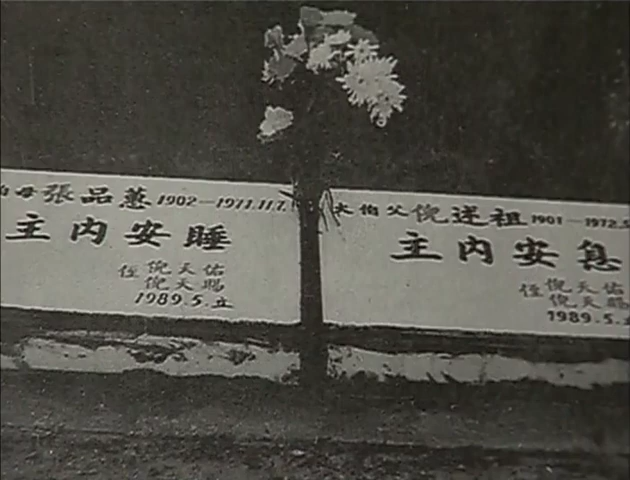 伯母張品蕙 1902—1971.11.7.
主内安睡
侄 倪天佑
倪天賜
1989.5.立
大伯父倪述祖 1901—1972.5
主内安息
侄 倪天佑
倪天賜
1989.5.立